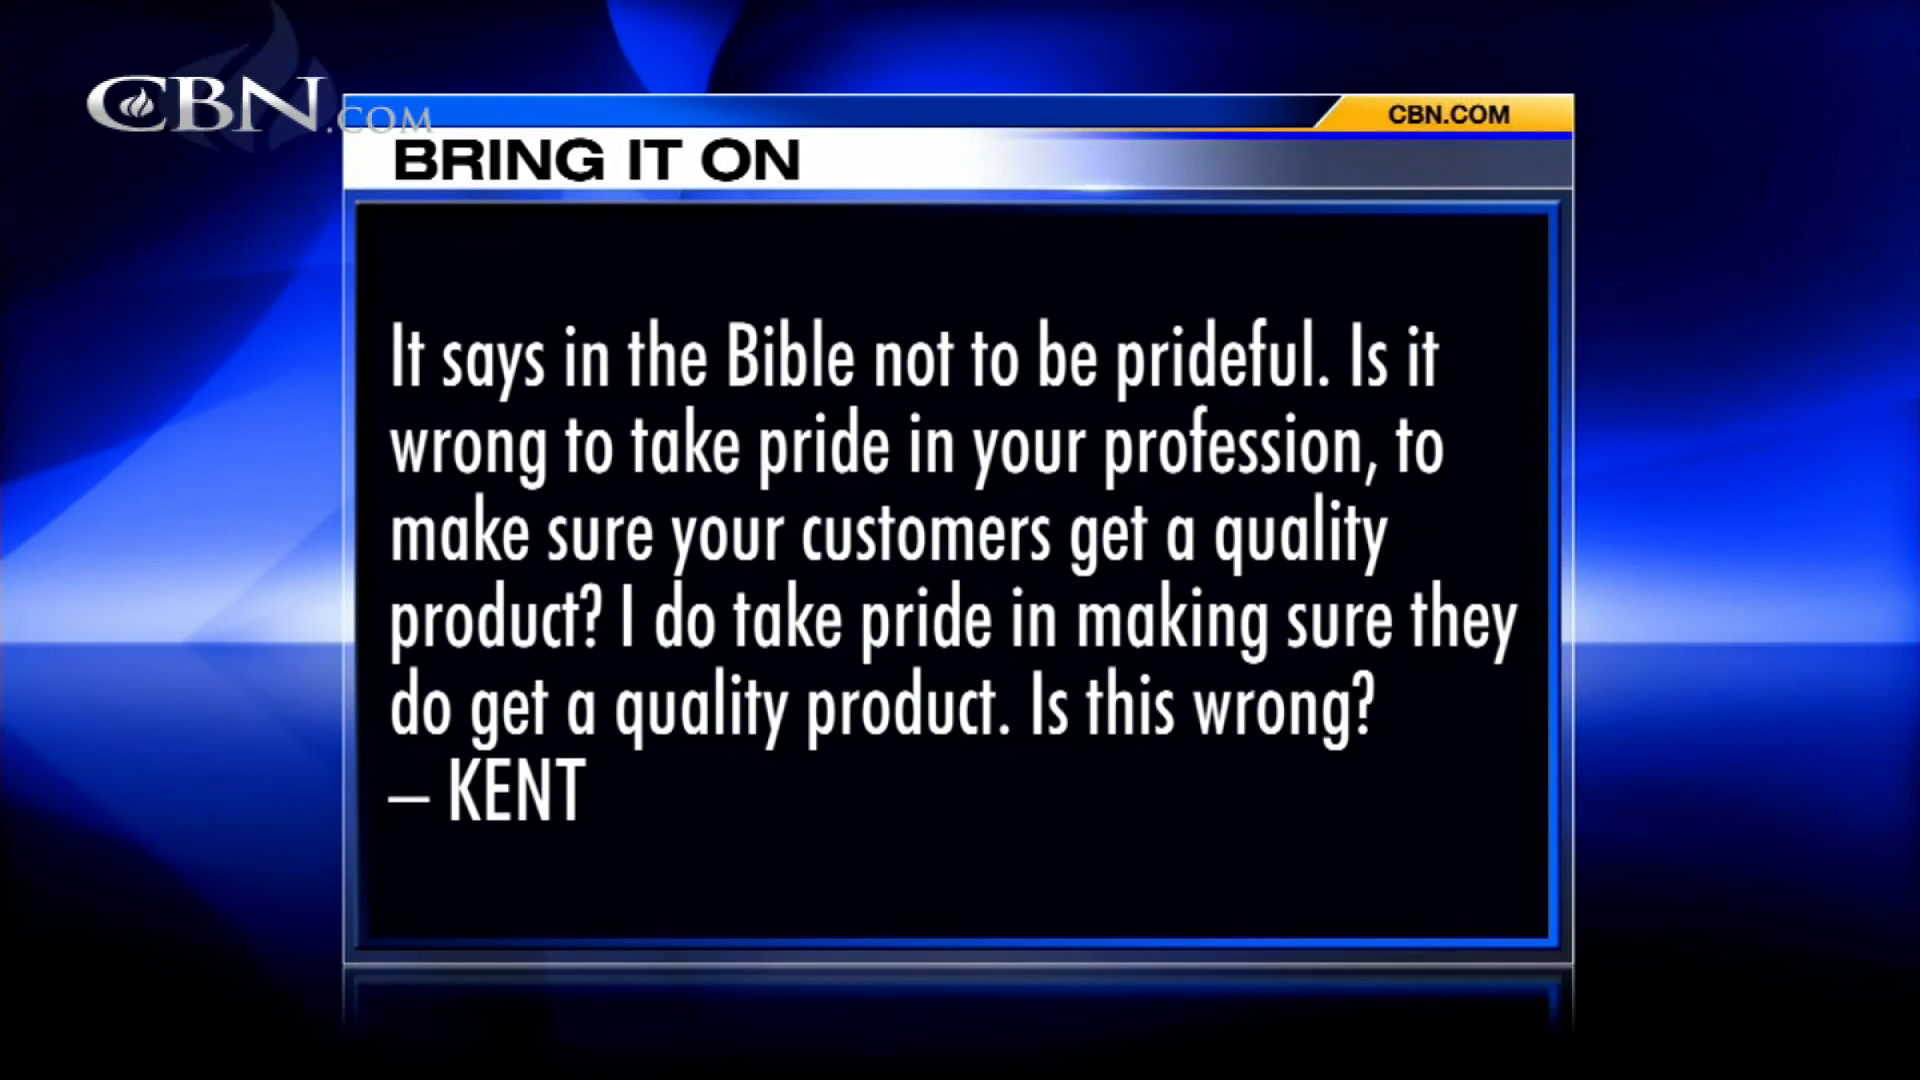 CBN.COM
CBN.COM
BRING IT ON
It says in the Bible not to be prideful. Is it
wrong to take pride in your profession, to
make sure your customers get a quality
product? I do take pride in making sure they
do get a quality product. Is this wrong?
– KENT